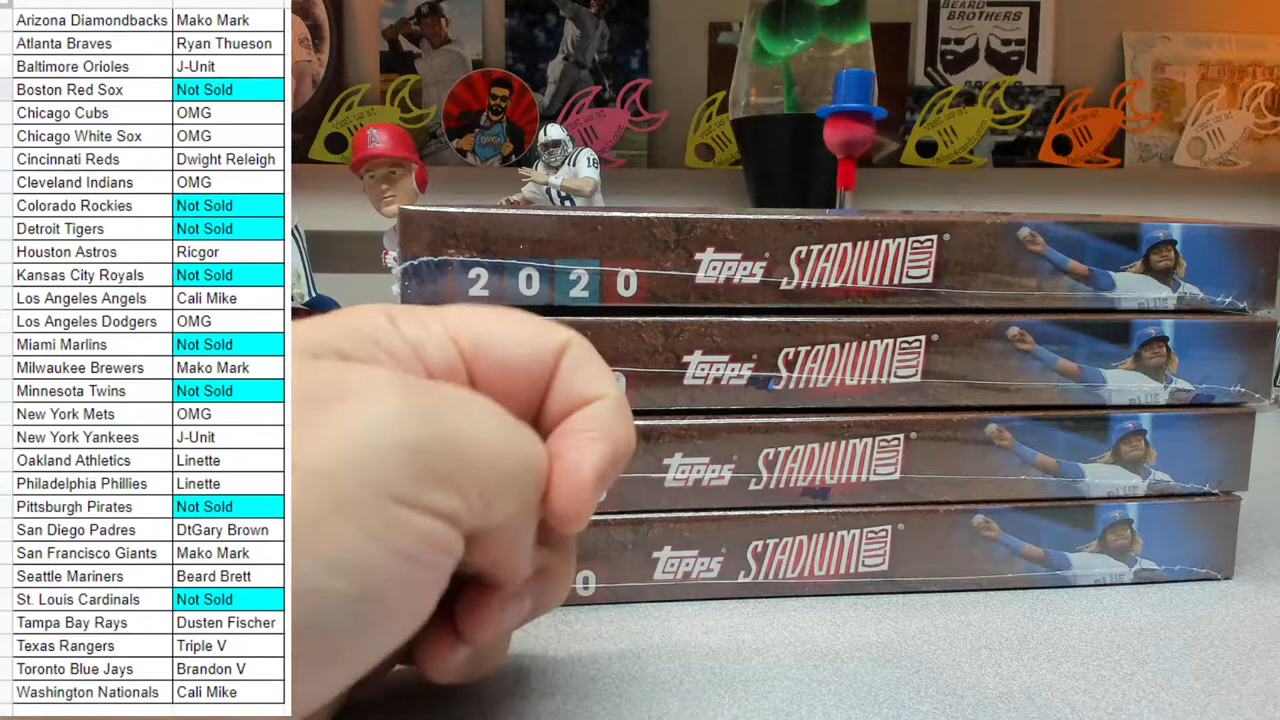 Arizona Diamondbacks Mako Mark
Atlanta Braves Ryan Thueson
Baltimore Orioles J-Unit
Boston Red Sox Not Sold
Chicago Cubs OMG
Chicago White Sox OMG
Cincinnati Reds Dwight Releigh
Cleveland Indians OMG
Colorado Rockies Not Sold
Detroit Tigers Not Sold
Houston Astros Ricgor
Kansas City Royals Not Sold
Los Angeles Angels Cali Mike
Los Angeles Dodgers OMG
Miami Marlins Not Sold
Milwaukee Brewers Mako Mark
Minnesota Twins Not Sold
New York Mets OMG
New York Yankees J-Unit
Oakland Athletics Linette
Philadelphia Phillies Linette
Pittsburgh Pirates Not Sold
San Diego Padres DtGary Brown
San Francisco Giants Mako Mark
Seattle Mariners Beard Brett
St. Louis Cardinals Not Sold
Tampa Bay Rays Dusten Fischer
Texas Rangers Triple V
Toronto Blue Jays Brandon V
Washington Nationals Cali Mike
BEARD
BROTHERS
18
18
2020 Topps STADIUM CLUB®
BLUE
Topps STADIUM CLUB®
BLUE
Topps STADIUM CLUB®
BLUE
0 Topps STADIUM CLUB®
BLUE